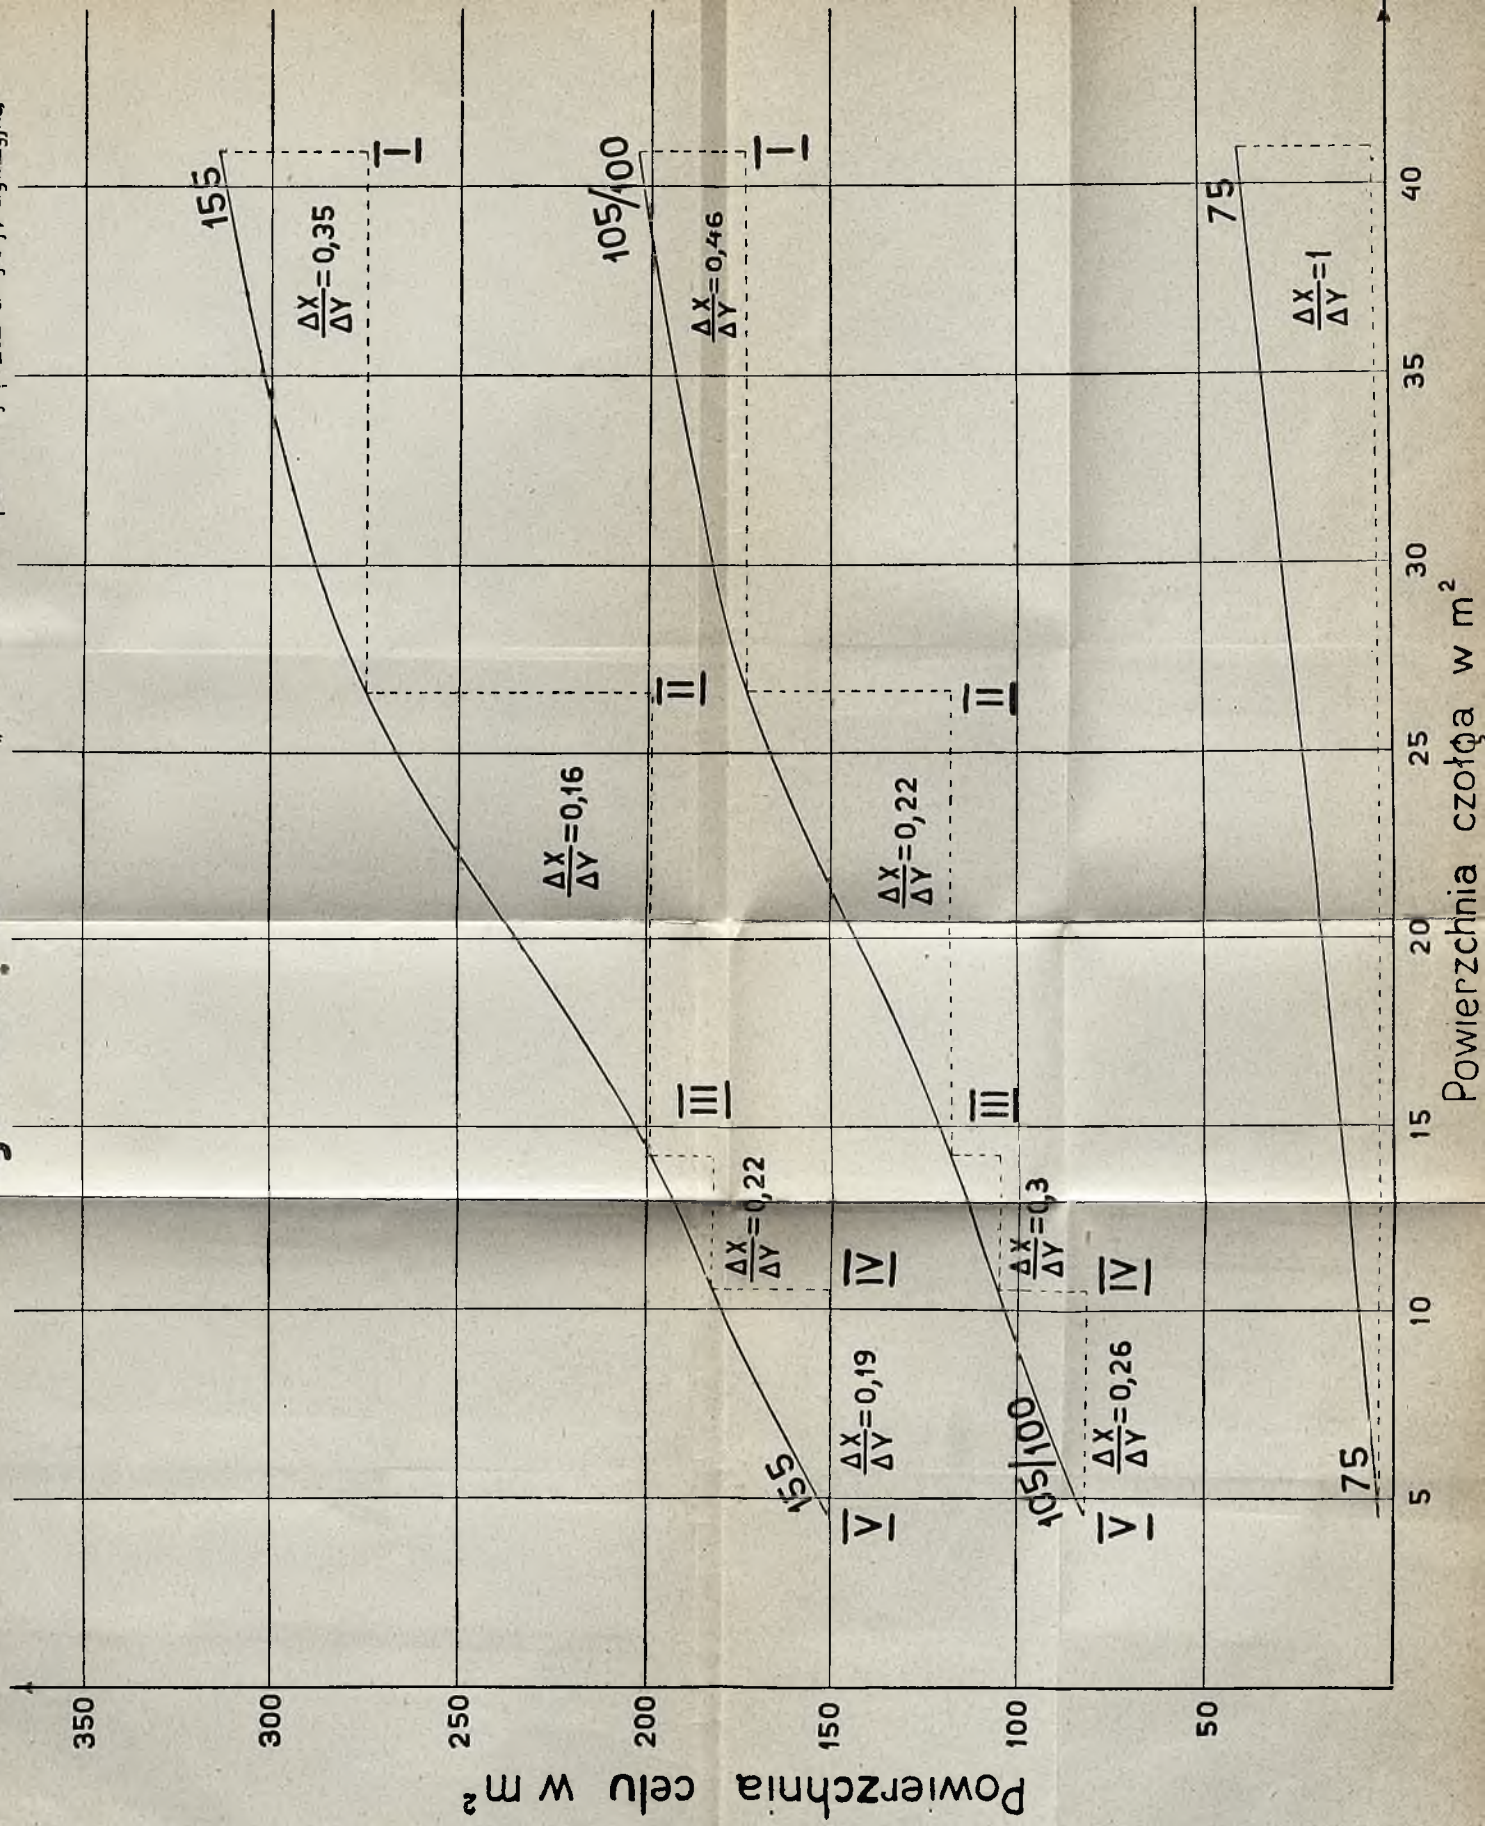 155
ΔX/ΔY=0,35
I
105/100
ΔX/ΔY=0,46
I
75
ΔX/ΔY=1
II
ΔX/ΔY=0,16
II
ΔX/ΔY=0,22
III
ΔX/ΔY=0,22
III
ΔX/ΔY=0,3
IV
IV
155
ΔX/ΔY=0,19
V
105/100
ΔX/ΔY=0,26
V
75
350
300
250
200
150
100
50
Powierzchnia celu w m²
5
10
15
20
25
30
35
40
Powierzchnia czołga w m²